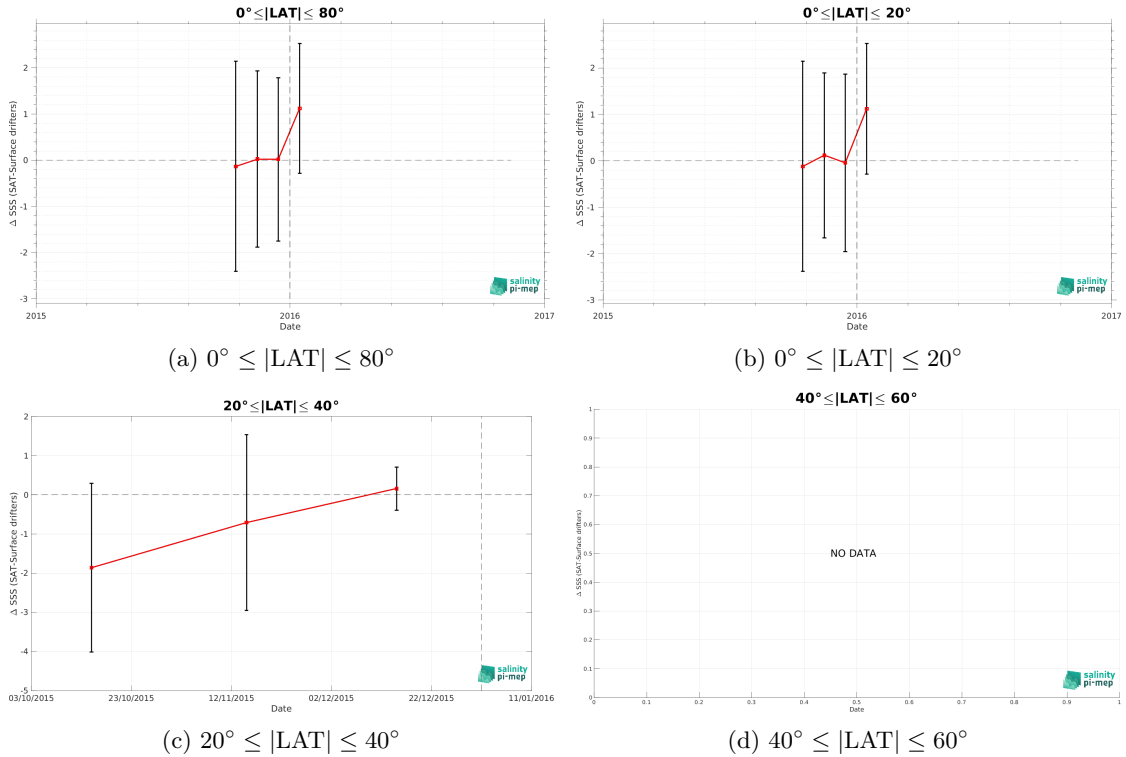 0°≤|LAT|≤ 80°
Δ SSS (SAT-Surface drifters)
2
1
0
-1
-2
-3
2015
2016
2017
Date
salinity
pi-mep
(a) 0° ≤ |LAT| ≤ 80°
0°≤|LAT|≤ 20°
Δ SSS (SAT-Surface drifters)
2
1
0
-1
-2
-3
2015
2016
2017
Date
salinity
pi-mep
(b) 0° ≤ |LAT| ≤ 20°
20°≤|LAT|≤ 40°
Δ SSS (SAT-Surface drifters)
2
1
0
-1
-2
-3
-4
-5
03/10/2015
23/10/2015
12/11/2015
02/12/2015
22/12/2015
11/01/2016
Date
salinity
pi-mep
(c) 20° ≤ |LAT| ≤ 40°
40°≤|LAT|≤ 60°
Δ SSS (SAT-Surface drifters)
1
0.9
0.8
0.7
0.6
0.5
0.4
0.3
0.2
0.1
0
NO DATA
0
0.1
0.2
0.3
0.4
0.5
0.6
0.7
0.8
0.9
1
Date
salinity
pi-mep
(d) 40° ≤ |LAT| ≤ 60°